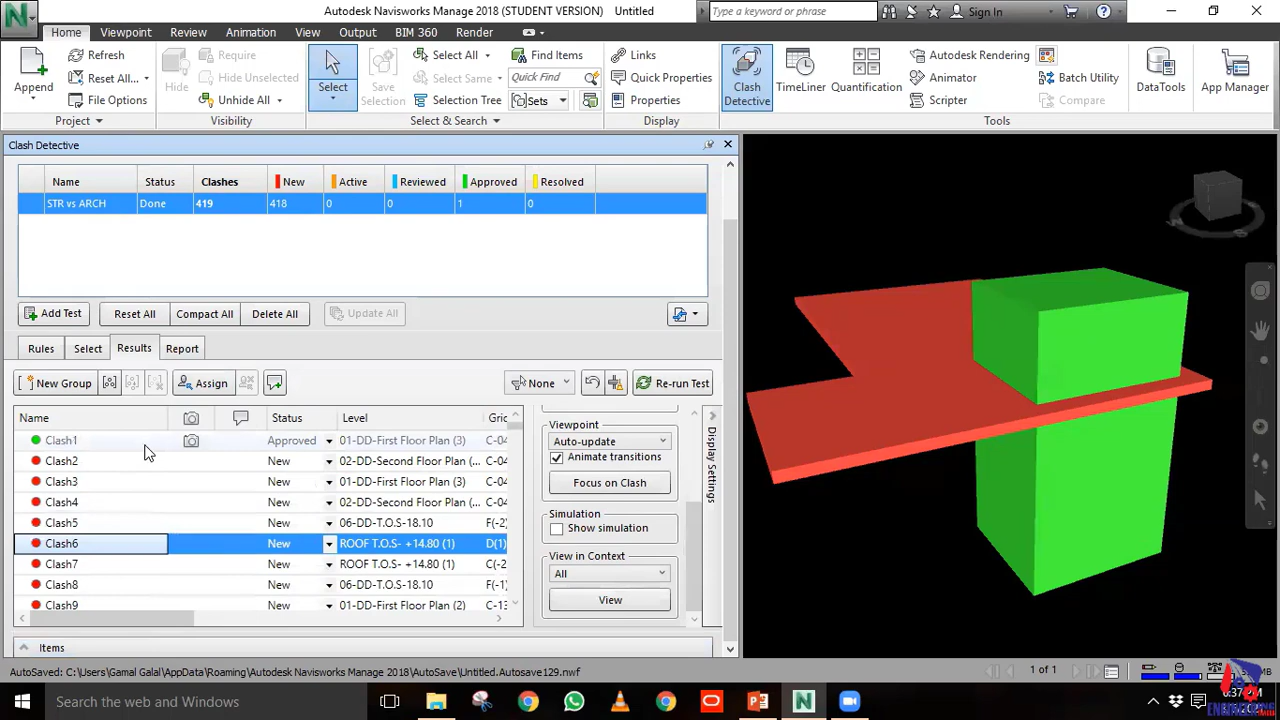 Autodesk Navisworks Manage 2018 (STUDENT VERSION) Untitled
Type a keyword or phrase
Sign In
Home Viewpoint Review Animation View Output BIM 360 Render
Append
Refresh
Reset All...
File Options
Project
Hide
Require
Hide Unselected
Unhide All
Visibility
Select
Save Selection
Select All
Select Same
Selection Tree
Find Items
Quick Find
Sets
Select & Search
Links
Quick Properties
Properties
Display
Clash Detective
TimeLiner
Quantification
Autodesk Rendering
Animator
Scripter
Batch Utility
Compare
DataTools
App Manager
Tools
Clash Detective
Name Status Clashes New Active Reviewed Approved Resolved
STR vs ARCH Done 419 418 0 0 1 0
Add Test Reset All Compact All Delete All Update All
Rules Select Results Report
New Group Assign None Re-run Test
Name Status Level Gric
Clash1 Approved 01-DD-First Floor Plan (3) C-04
Clash2 New 02-DD-Second Floor Plan (... C-04
Clash3 New 01-DD-First Floor Plan (3) C-04
Clash4 New 02-DD-Second Floor Plan (... C-04
Clash5 New 06-DD-T.O.S-18.10 F(-2)
Clash6 New ROOF T.O.S- +14.80 (1) D(1)
Clash7 New ROOF T.O.S- +14.80 (1) C(-2
Clash8 New 06-DD-T.O.S-18.10 F(-1)
Clash9 New 01-DD-First Floor Plan (2) C-13
Viewpoint
Auto-update
Animate transitions
Focus on Clash
Simulation
Show simulation
View in Context
All
View
Display Settings
Items
AutoSaved: C:\Users\Gamal Galal\AppData\Roaming\Autodesk Navisworks Manage 2018\AutoSave\Untitled.Autosave129.nwf
1 of 1
Search the web and Windows
ENGINEERING